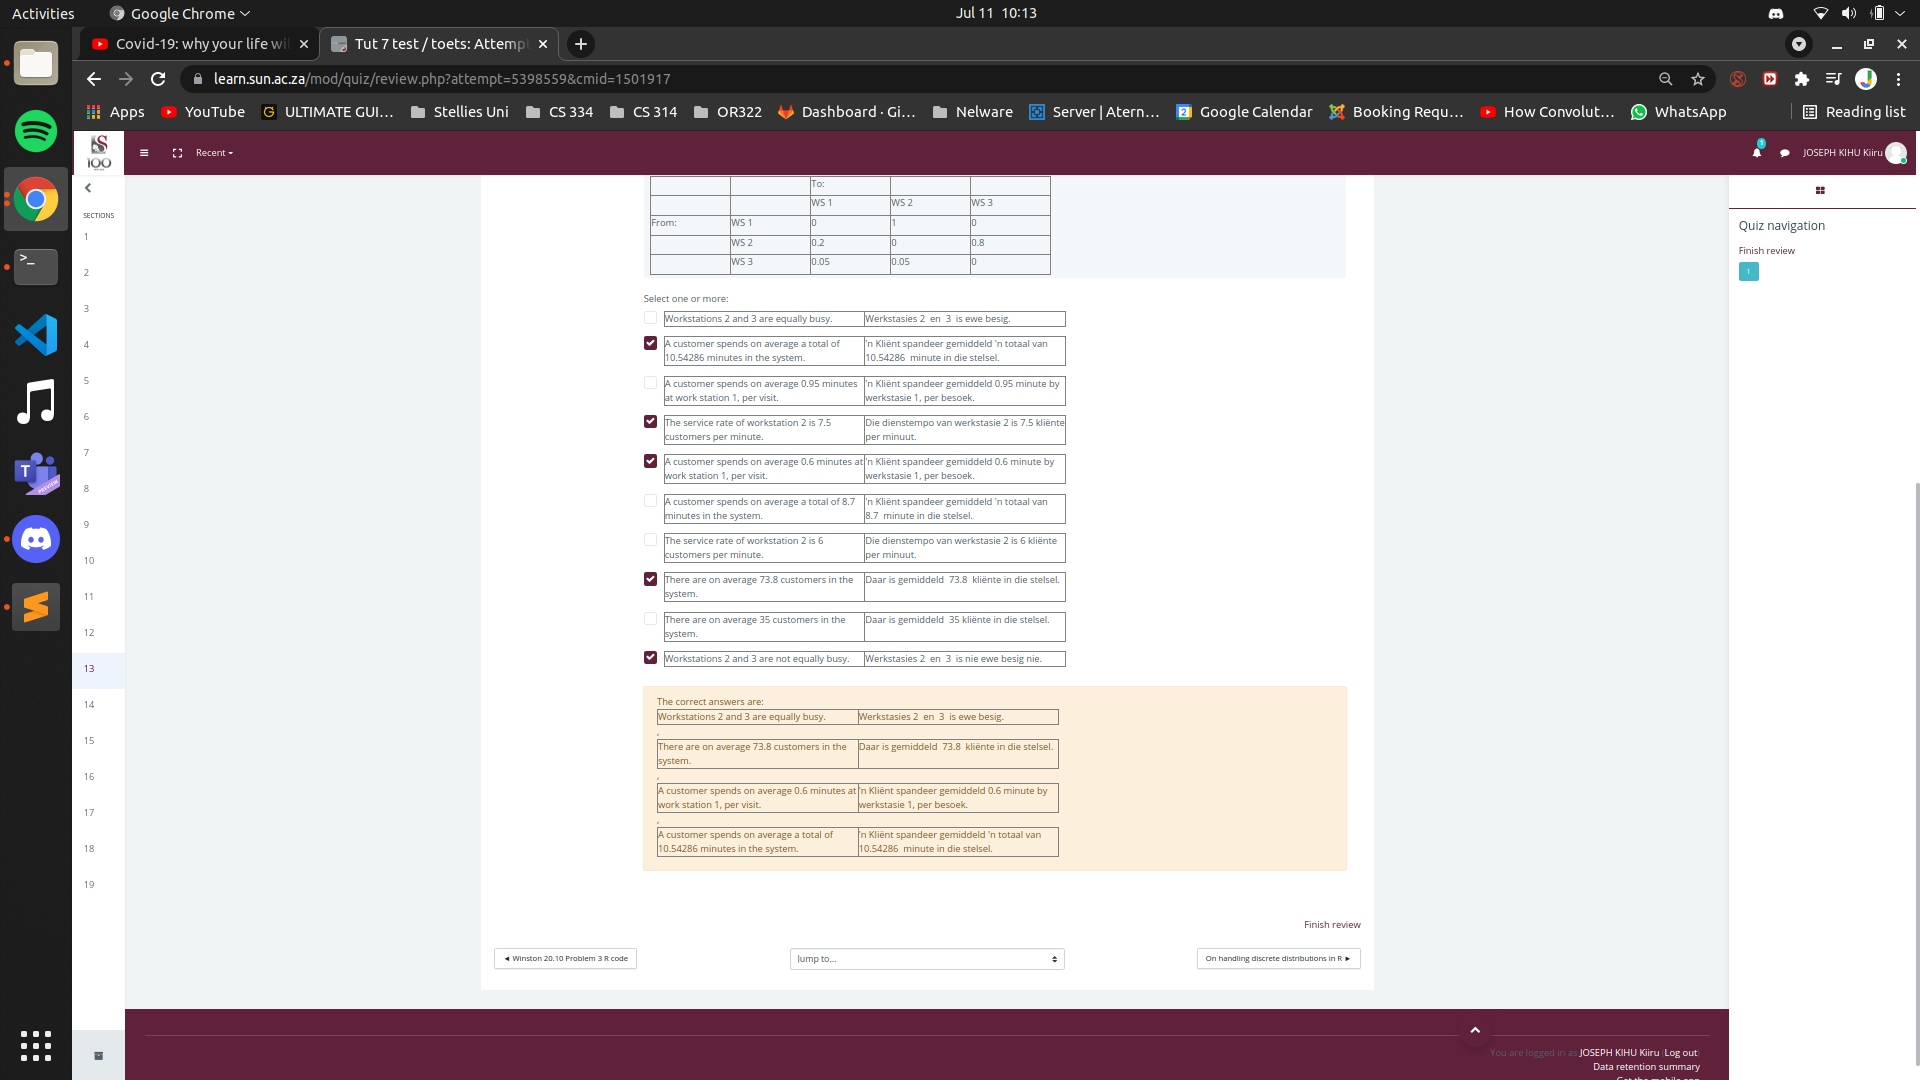 Activities
Google Chrome
Jul 11 10:13
Covid-19: why your life wil
Tut 7 test / toets: Attemp
learn.sun.ac.za/mod/quiz/review.php?attempt=5398559&cmid=1501917
Apps
YouTube
ULTIMATE GUI...
Stellies Uni
CS 334
CS 314
OR322
Dashboard · Gi...
Nelware
Server | Atern...
Google Calendar
Booking Requ...
How Convolut...
WhatsApp
Reading list
100
Recent
1
JOSEPH KIHU Kiiru
SECTIONS
1
2
3
4
5
6
7
8
9
10
11
12
13
14
15
16
17
18
19
To:
WS 1 WS 2 WS 3
From: WS 1 0 1 0
WS 2 0.2 0 0.8
WS 3 0.05 0.05 0
Select one or more:
Workstations 2 and 3 are equally busy.
Werkstasies 2 en 3 is ewe besig.
A customer spends on average a total of
10.54286 minutes in the system.
'n Kliënt spandeer gemiddeld 'n totaal van
10.54286 minute in die stelsel.
A customer spends on average 0.95 minutes
at work station 1, per visit.
'n Kliënt spandeer gemiddeld 0.95 minute by
werkstasie 1, per besoek.
The service rate of workstation 2 is 7.5
customers per minute.
Die dienstempo van werkstasie 2 is 7.5 kliënte
per minuut.
A customer spends on average 0.6 minutes at
work station 1, per visit.
'n Kliënt spandeer gemiddeld 0.6 minute by
werkstasie 1, per besoek.
A customer spends on average a total of 8.7
minutes in the system.
'n Kliënt spandeer gemiddeld 'n totaal van
8.7 minute in die stelsel.
The service rate of workstation 2 is 6
customers per minute.
Die dienstempo van werkstasie 2 is 6 kliënte
per minuut.
There are on average 73.8 customers in the
system.
Daar is gemiddeld 73.8 kliënte in die stelsel.
There are on average 35 customers in the
system.
Daar is gemiddeld 35 kliënte in die stelsel.
Workstations 2 and 3 are not equally busy.
Werkstasies 2 en 3 is nie ewe besig nie.
The correct answers are:
Workstations 2 and 3 are equally busy.
Werkstasies 2 en 3 is ewe besig.
,
There are on average 73.8 customers in the
system.
Daar is gemiddeld 73.8 kliënte in die stelsel.
,
A customer spends on average 0.6 minutes at
work station 1, per visit.
'n Kliënt spandeer gemiddeld 0.6 minute by
werkstasie 1, per besoek.
,
A customer spends on average a total of
10.54286 minutes in the system.
'n Kliënt spandeer gemiddeld 'n totaal van
10.54286 minute in die stelsel.
Finish review
◄ Winston 20.10 Problem 3 R code
Jump to...
On handling discrete distributions in R ►
Quiz navigation
Finish review
1
You are logged in as JOSEPH KIHU Kiiru (Log out)
Data retention summary
Get the mobile app